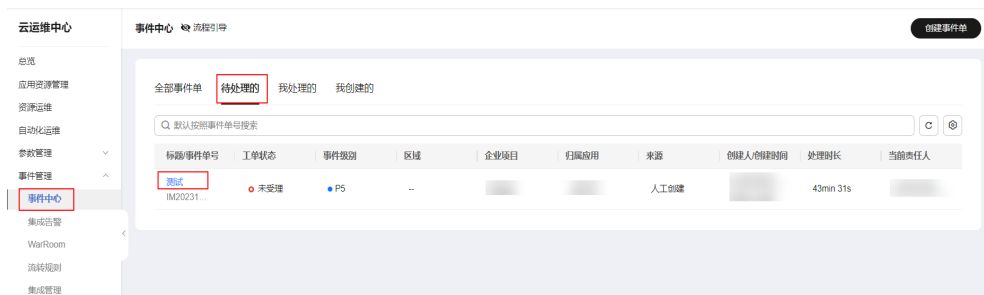 云运维中心
事件中心 流程引导
创建事件单
总览
应用资源管理
资源运维
自动化运维
参数管理
事件管理
事件中心
集成告警
WarRoom
流转规则
集成管理
全部事件单 待处理的 我处理的 我创建的
默认按照事件单号搜索
标题/事件单号 工单状态 事件级别 区域 企业项目 归属应用 来源 创建人/创建时间 处理时长 当前责任人
测试 未受理 P5 -- 人工创建 43min 31s
IM20231...